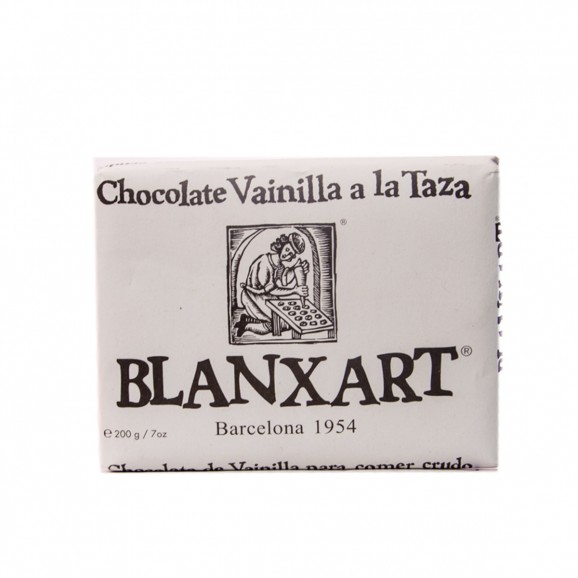 Chocolate Vainilla a la Taza
®
BLANXART®
℮ 200 g / 7oz
Barcelona 1954
Chocolate de Vainilla para comer crudo